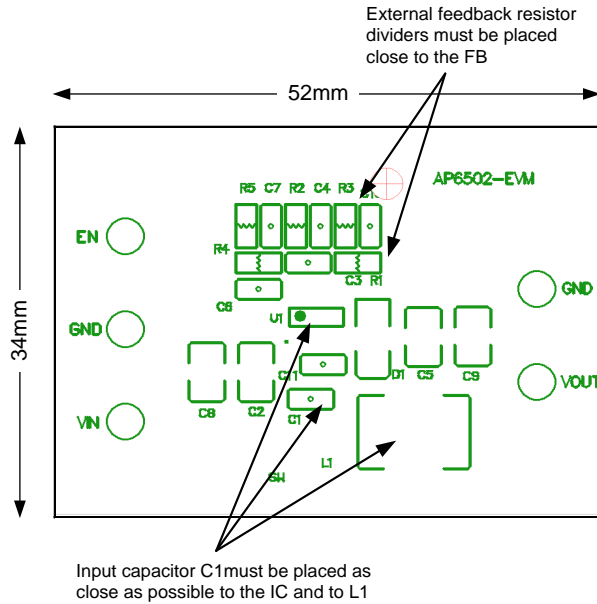 External feedback resistor
dividers must be placed
close to the FB
52mm
34mm
AP6502-EVM
R5 C7 R2 C4 R3
EN
R4
C3 R1
C6
GND
GND
U1
C11
D1 C5 C9
VOUT
C8 C2
C1
VIN
L1
SW
Input capacitor C1must be placed as
close as possible to the IC and to L1